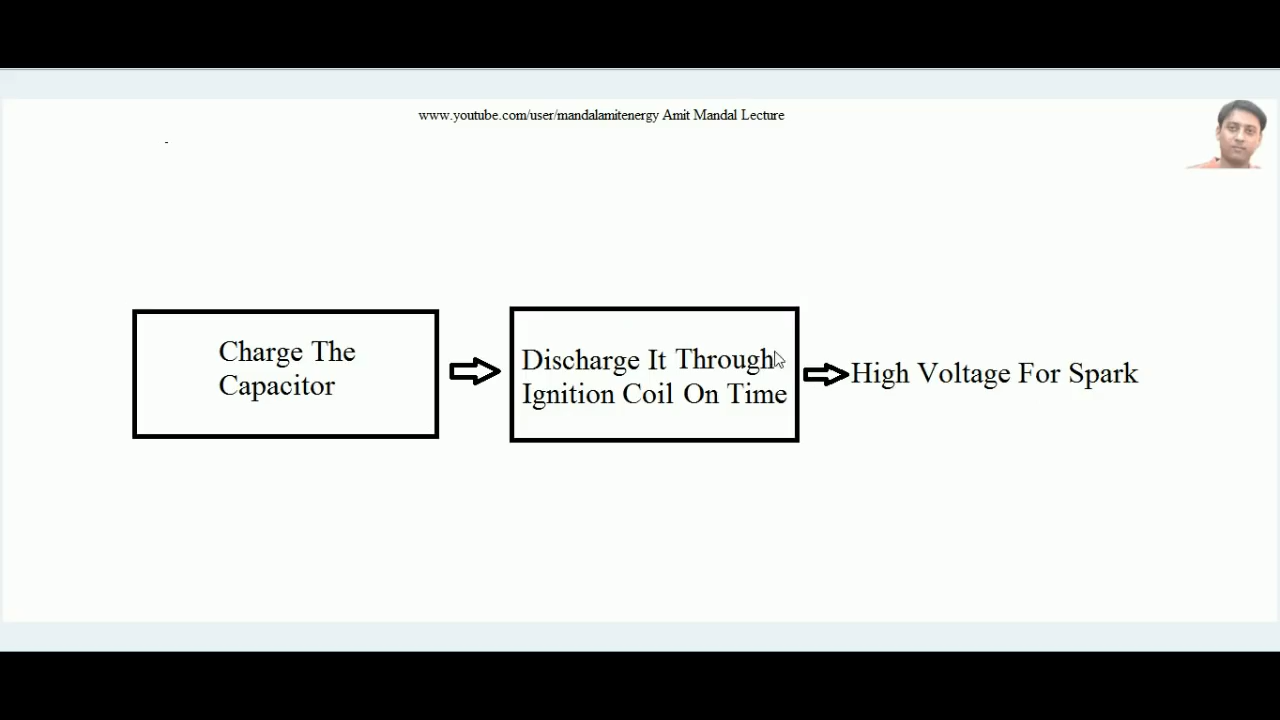 www.youtube.com/user/mandalamitenergy Amit Mandal Lecture
Charge The
Capacitor
Discharge It Through
Ignition Coil On Time
High Voltage For Spark